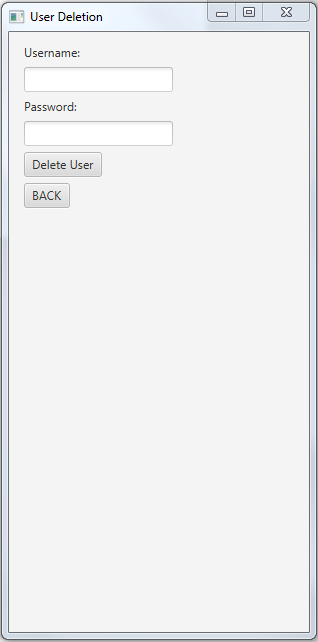 User Deletion
Username:
Password:
Delete User
BACK